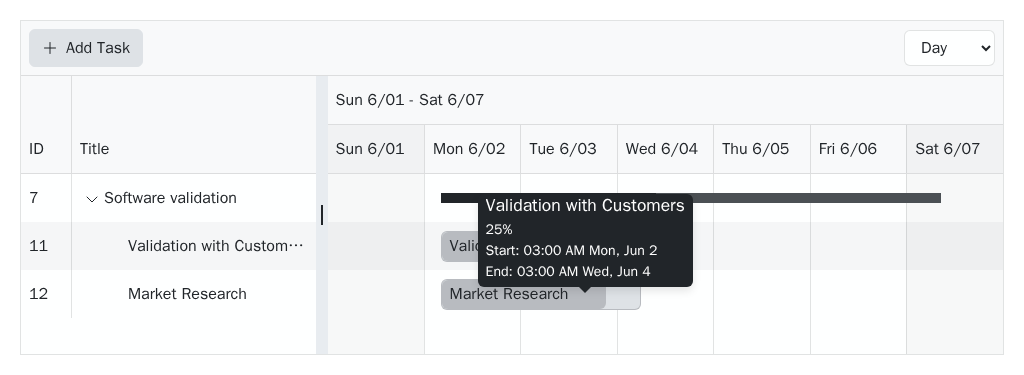 Add Task
Day
Sun 6/01 - Sat 6/07
ID
Title
Sun 6/01
Mon 6/02
Tue 6/03
Wed 6/04
Thu 6/05
Fri 6/06
Sat 6/07
7
Software validation
Validation with Customers
25%
Start: 03:00 AM Mon, Jun 2
End: 03:00 AM Wed, Jun 4
11
Validation with Custom···
12
Market Research
Market Research